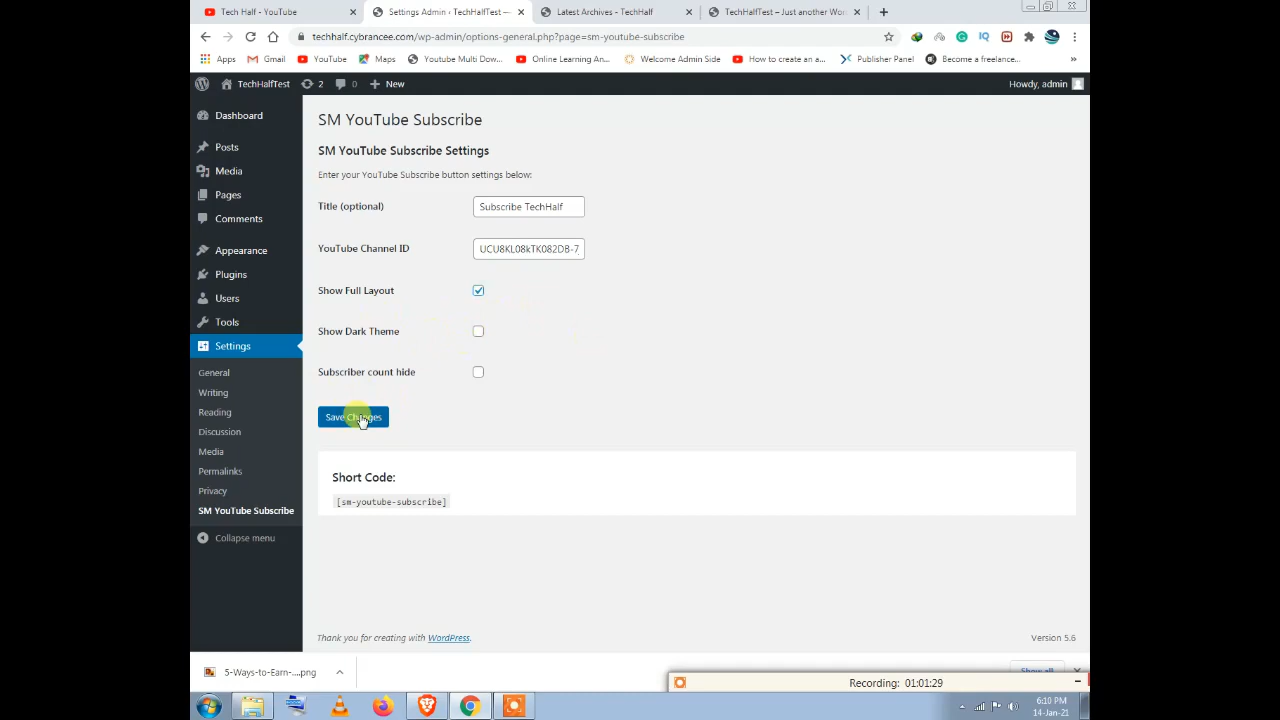 Tech Half - YouTube
Settings Admin ‹ TechHalfTest —
Latest Archives - TechHalf
TechHalfTest – Just another Wo
techhalf.cybrancee.com/wp-admin/options-general.php?page=sm-youtube-subscribe
Apps
Gmail
YouTube
Maps
Youtube Multi Dow...
Online Learning An...
Welcome Admin Side
How to create an a...
Publisher Panel
Become a freelance...
»
TechHalfTest
2
0
New
Howdy, admin
Dashboard
Posts
Media
Pages
Comments
Appearance
Plugins
Users
Tools
Settings
General
Writing
Reading
Discussion
Media
Permalinks
Privacy
SM YouTube Subscribe
Collapse menu
SM YouTube Subscribe
SM YouTube Subscribe Settings
Enter your YouTube Subscribe button settings below:
Title (optional)
Subscribe TechHalf
YouTube Channel ID
UCU8KL08kTK082DB-7
Show Full Layout
Show Dark Theme
Subscriber count hide
Save Changes
Short Code:
[sm-youtube-subscribe]
Thank you for creating with WordPress.
Version 5.6
5-Ways-to-Earn-....png
Show all
Recording: 01:01:29
6:10 PM
14-Jan-21